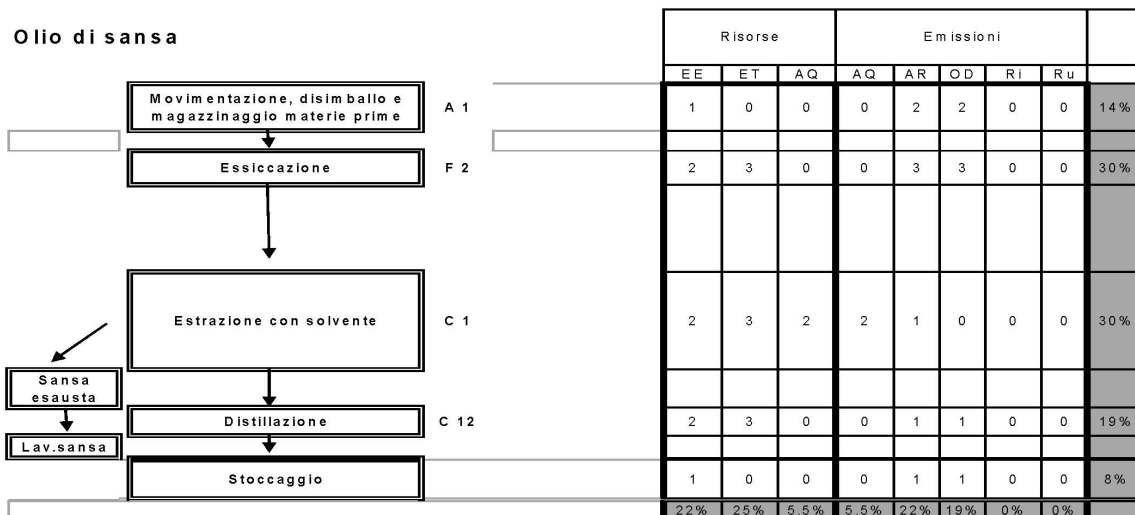 Olio di sansa
Risorse Emissioni
EE ET AQ AQ AR OD Ri Ru
Movimentazione, disimballo e
magazzinaggio materie prime
A 1 1 0 0 0 2 2 0 0 14%
Essiccazione F 2 2 3 0 0 3 3 0 0 30%
Estrazione con solvente C 1 2 3 2 2 1 0 0 0 30%
Sansa
esausta
Distillazione C 12 2 3 0 0 1 1 0 0 19%
Lav.sansa
Stoccaggio 1 0 0 0 1 1 0 0 8%
22% 25% 5.5% 5.5% 22% 19% 0% 0%